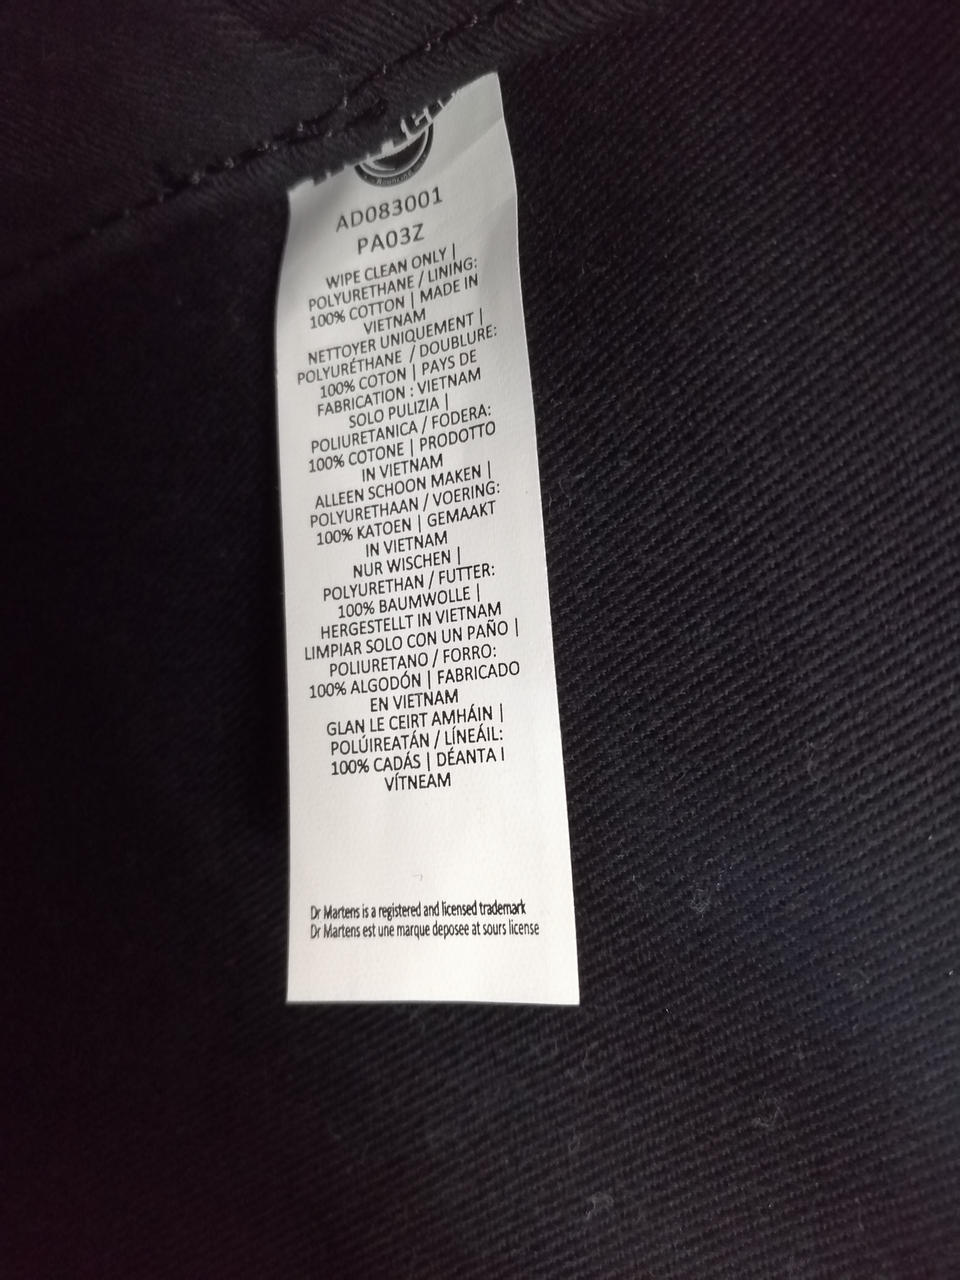 AD083001
PA03Z
WIPE CLEAN ONLY |
POLYURETHANE / LINING:
100% COTTON | MADE IN
VIETNAM
NETTOYER UNIQUEMENT |
POLYURÉTHANE / DOUBLURE:
100% COTON | PAYS DE
FABRICATION : VIETNAM
SOLO PULIZIA |
POLIURETANICA / FODERA:
100% COTONE | PRODOTTO
IN VIETNAM
ALLEEN SCHOON MAKEN |
POLYURETHAAN / VOERING:
100% KATOEN | GEMAAKT
IN VIETNAM
NUR WISCHEN |
POLYURETHAN / FUTTER:
100% BAUMWOLLE |
HERGESTELLT IN VIETNAM
LIMPIAR SOLO CON UN PAÑO |
POLIURETANO / FORRO:
100% ALGODÓN | FABRICADO
EN VIETNAM
GLAN LE CEIRT AMHÁIN |
POLÚIREATÁN / LÍNEÁIL:
100% CADÁS | DÉANTA I
VÍTNEAM
Dr Martens is a registered and licensed trademark
Dr Martens est une marque deposee at sours license